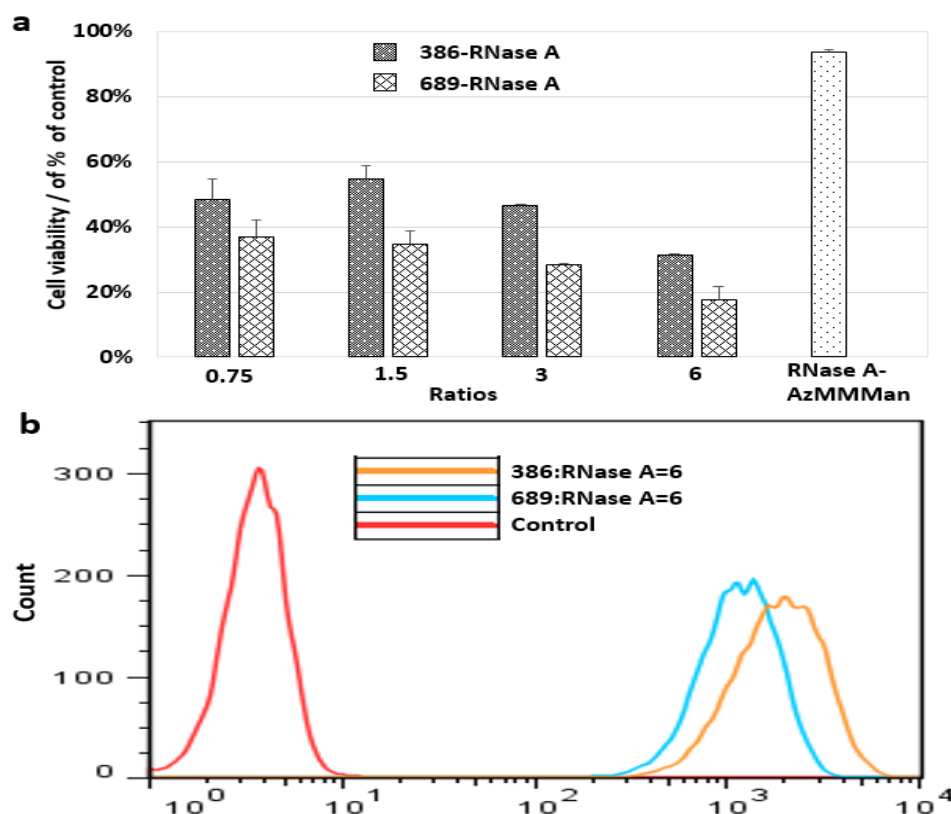 a
100%
80%
60%
40%
20%
0%
Cell viability / of % of control
386-RNase A
689-RNase A
0.75
1.5
3
6
RNase A-
AzMMMan
Ratios
b
300
200
100
0
Count
386:RNase A=6
689:RNase A=6
Control
10⁰
10¹
10²
10³
10⁴